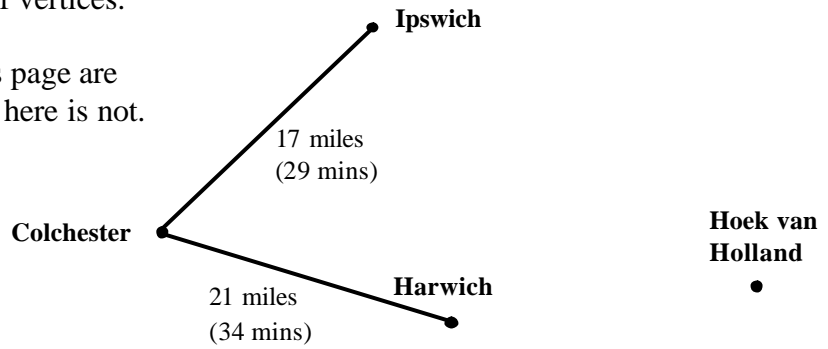 vertices.
page are
here is not.
Ipswich
17 miles
(29 mins)
Colchester
Hoek van
Holland
Harwich
21 miles
(34 mins)